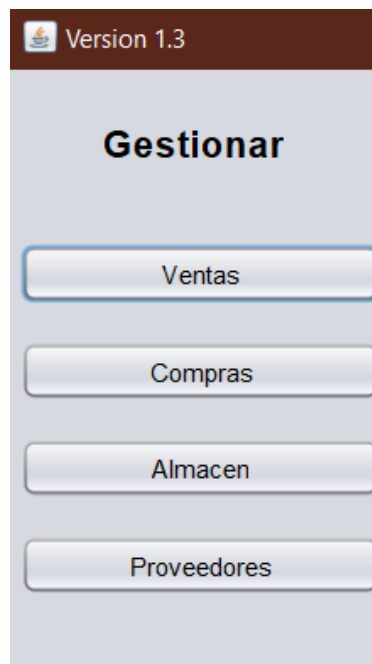 Version 1.3
Gestionar
Ventas
Compras
Almacen
Proveedores